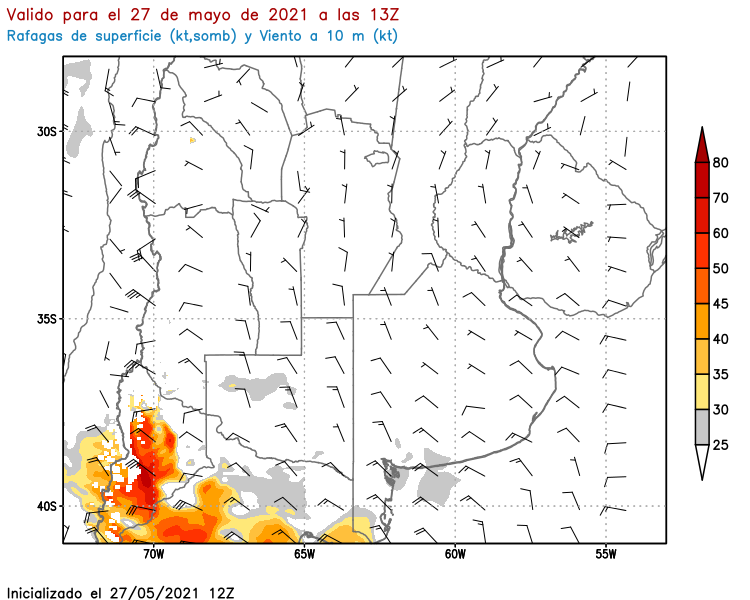 Valido para el 27 de mayo de 2021 a las 13Z
Rafagas de superficie (kt,somb) y Viento a 10 m (kt)
30S
35S
40S
70W 65W 60W 55W
80
70
60
50
45
40
35
30
25
Inicializado el 27/05/2021 12Z